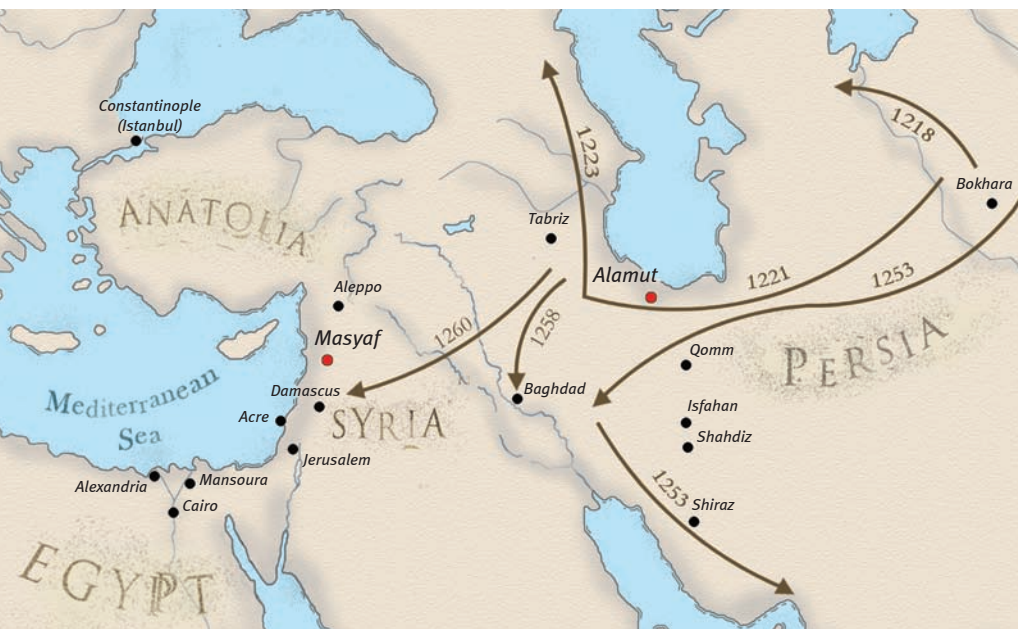 Constantinople
(Istanbul)
1223
1218
Bokhara
ANATOLIA
Tabriz
Alamut
1221
1253
Aleppo
Masyaf
1260
1258
PERSIA
Qomm
Mediterranean
Sea
Damascus
Baghdad
Acre
SYRIA
Isfahan
Shahdiz
Jerusalem
Alexandria
Mansoura
Cairo
1253
Shiraz
EGYPT